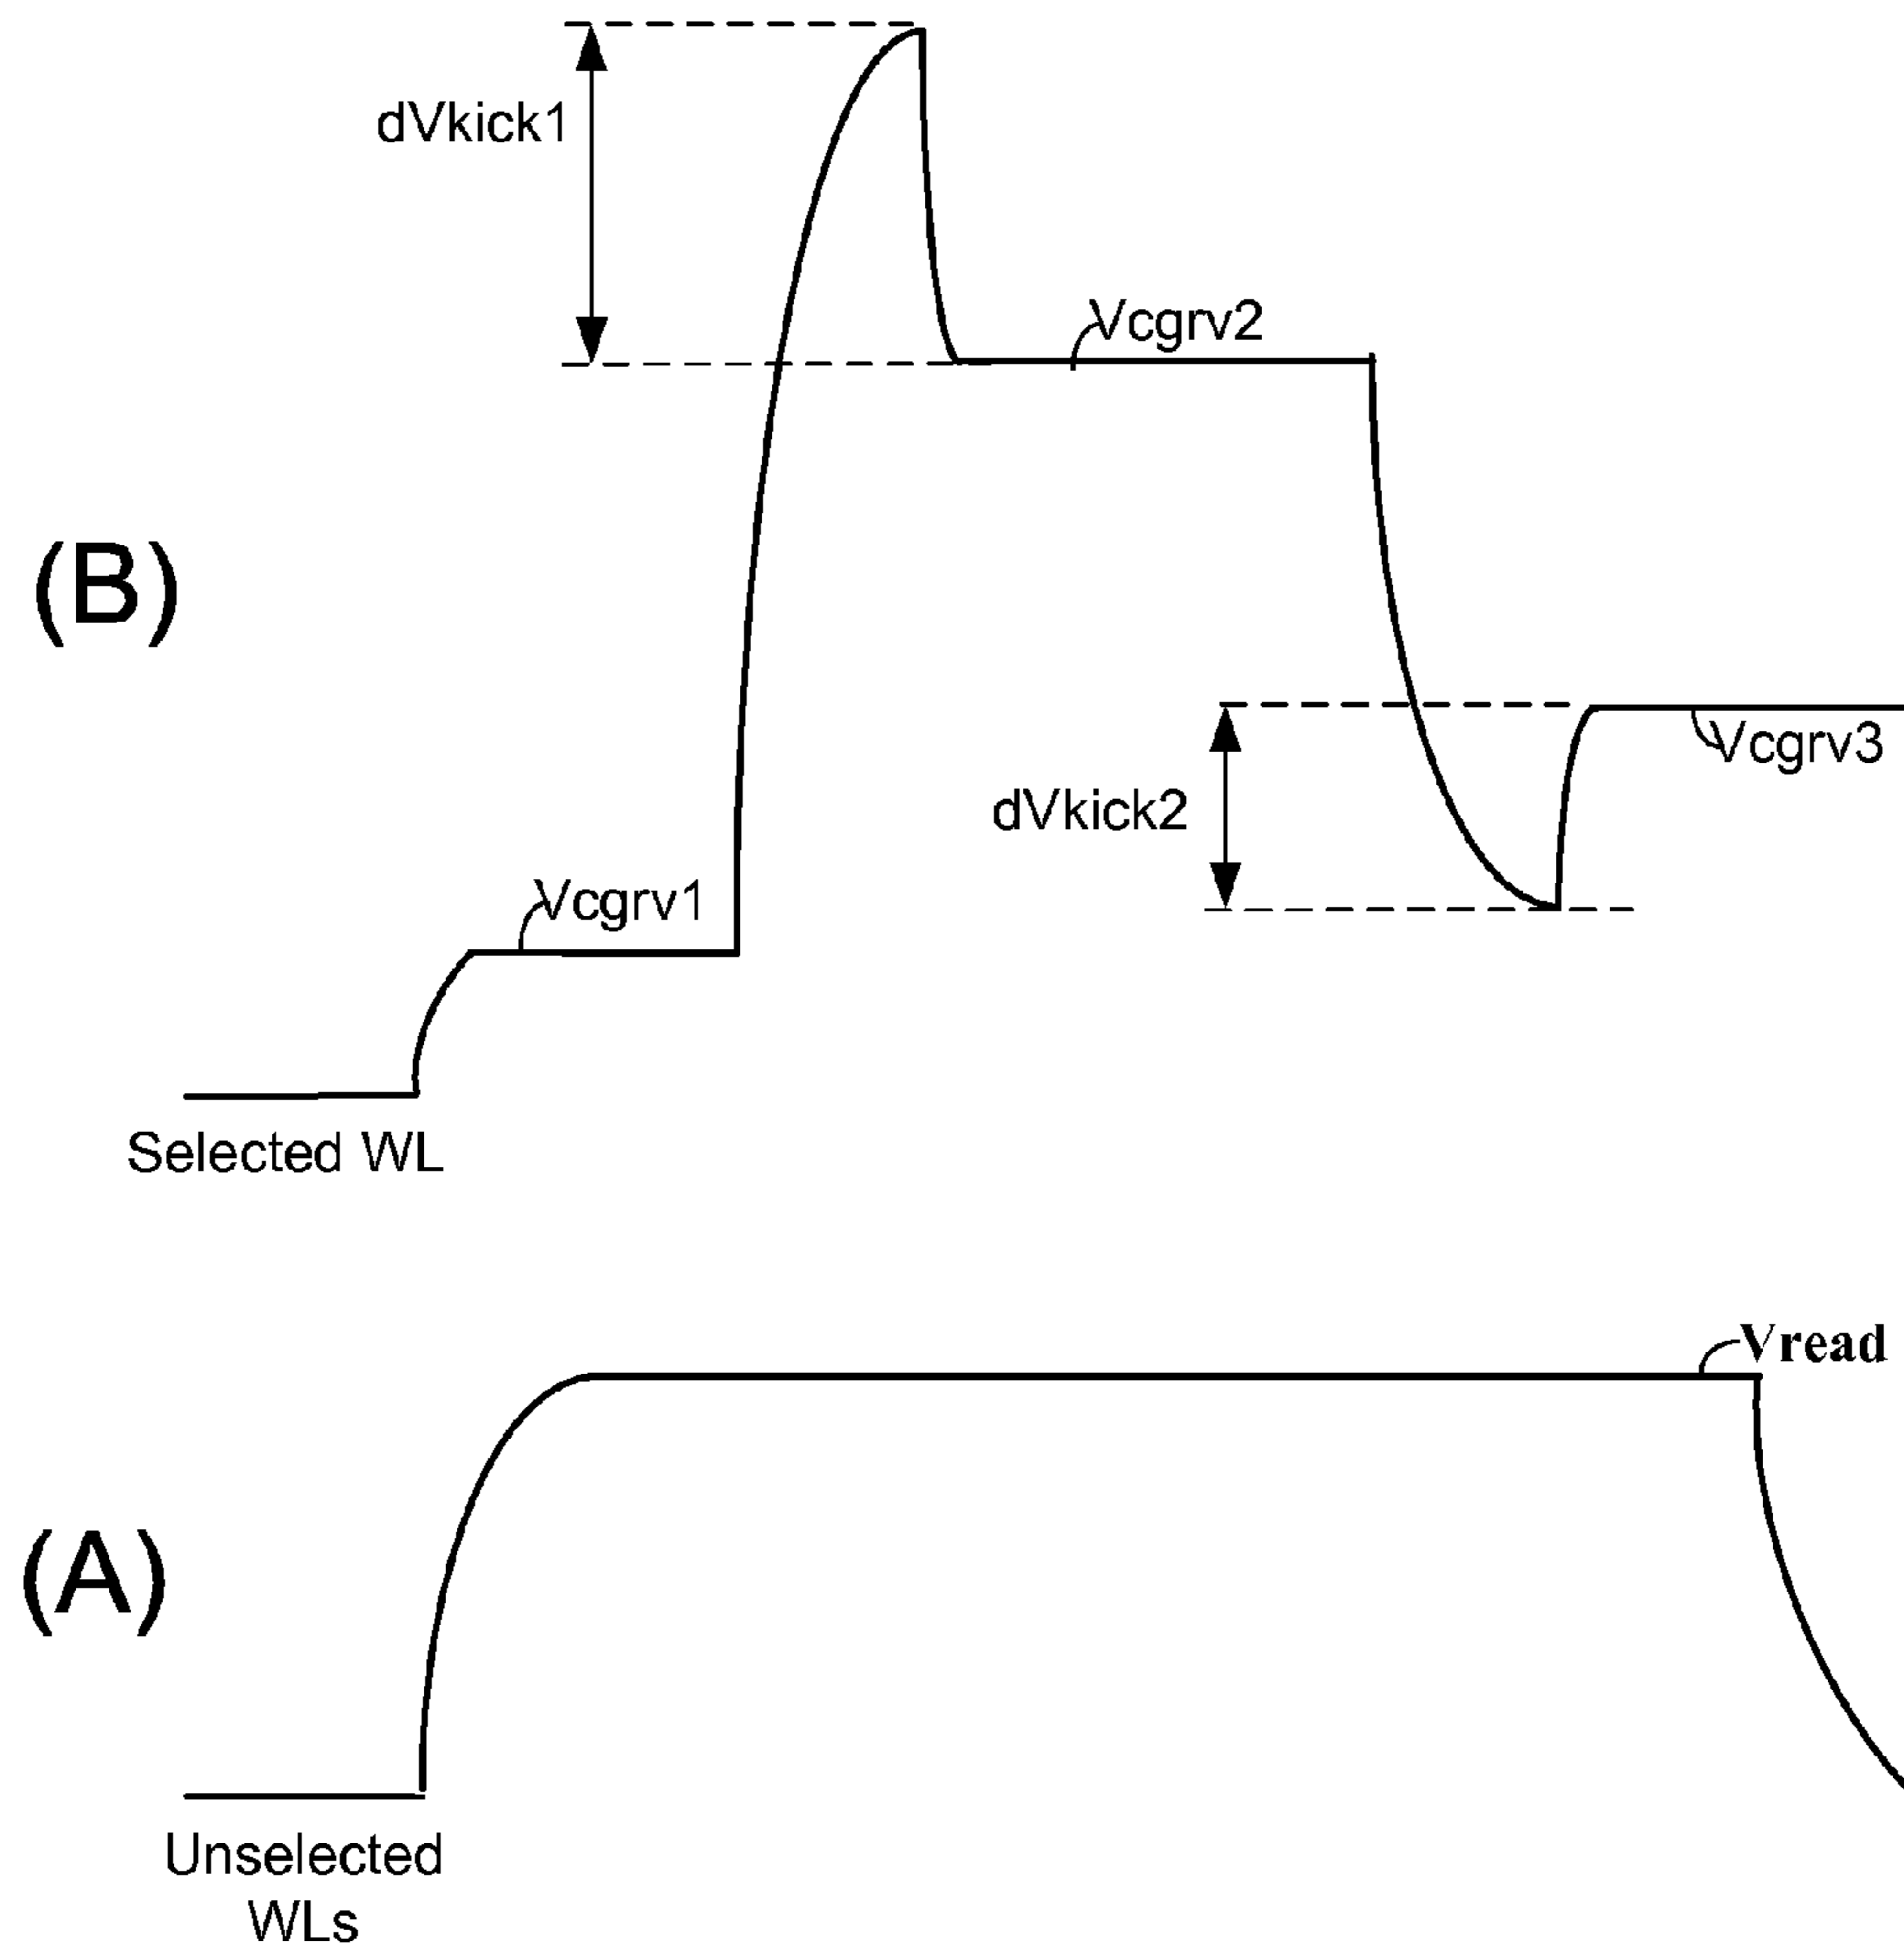 dVkick1
Vcgrv2
(B)
Vcgrv3
dVkick2
Vcgrv1
Selected WL
Vread
(A)
Unselected
WLs